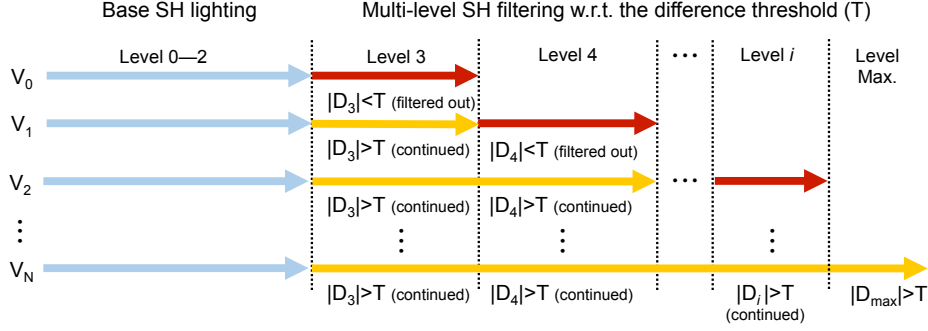 Base SH lighting
Multi-level SH filtering w.r.t. the difference threshold (T)
Level 0—2
Level 3
Level 4
...
Level i
Level
Max.
V0
|D3|<T (filtered out)
V1
|D3|>T (continued)
|D4|<T (filtered out)
V2
...
|D3|>T (continued)
|D4|>T (continued)
VN
|D3|>T (continued)
|D4|>T (continued)
|Di|>T
(continued)
|Dmax|>T